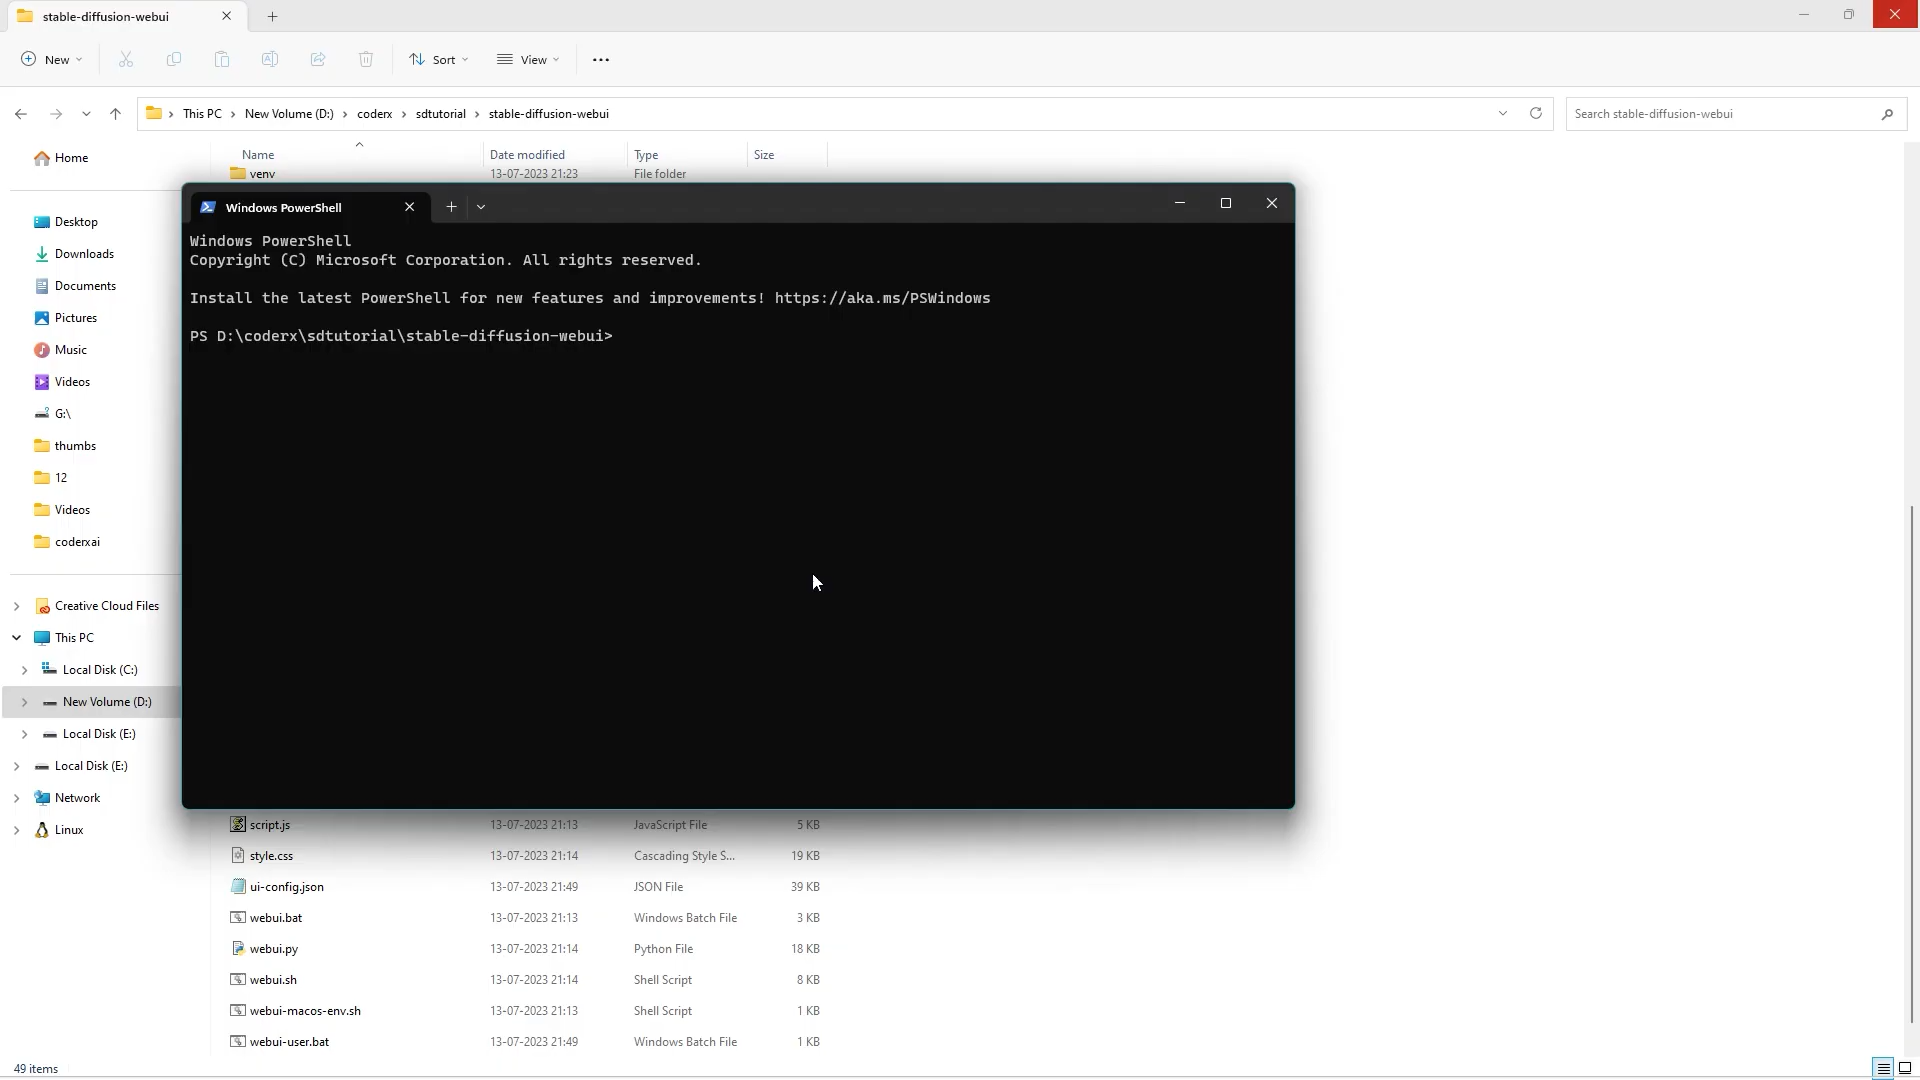 stable-diffusion-webui
New
Sort
View
This PC > New Volume (D:) > coderx > sdtutorial > stable-diffusion-webui
Search stable-diffusion-webui
Name Date modified Type Size
venv 13-07-2023 21:23 File folder
Home
Desktop
Downloads
Documents
Pictures
Music
Videos
G:\
thumbs
12
Videos
coderxai
Creative Cloud Files
This PC
Local Disk (C:)
New Volume (D:)
Local Disk (E:)
Local Disk (E:)
Network
Linux
Windows PowerShell
Windows PowerShell
Copyright (C) Microsoft Corporation. All rights reserved.
Install the latest PowerShell for new features and improvements! https://aka.ms/PSWindows
PS D:\coderx\sdtutorial\stable-diffusion-webui>
script.js 13-07-2023 21:13 JavaScript File 5 KB
style.css 13-07-2023 21:14 Cascading Style S... 19 KB
ui-config.json 13-07-2023 21:49 JSON File 39 KB
webui.bat 13-07-2023 21:13 Windows Batch File 3 KB
webui.py 13-07-2023 21:14 Python File 18 KB
webui.sh 13-07-2023 21:14 Shell Script 8 KB
webui-macos-env.sh 13-07-2023 21:13 Shell Script 1 KB
webui-user.bat 13-07-2023 21:49 Windows Batch File 1 KB
49 items